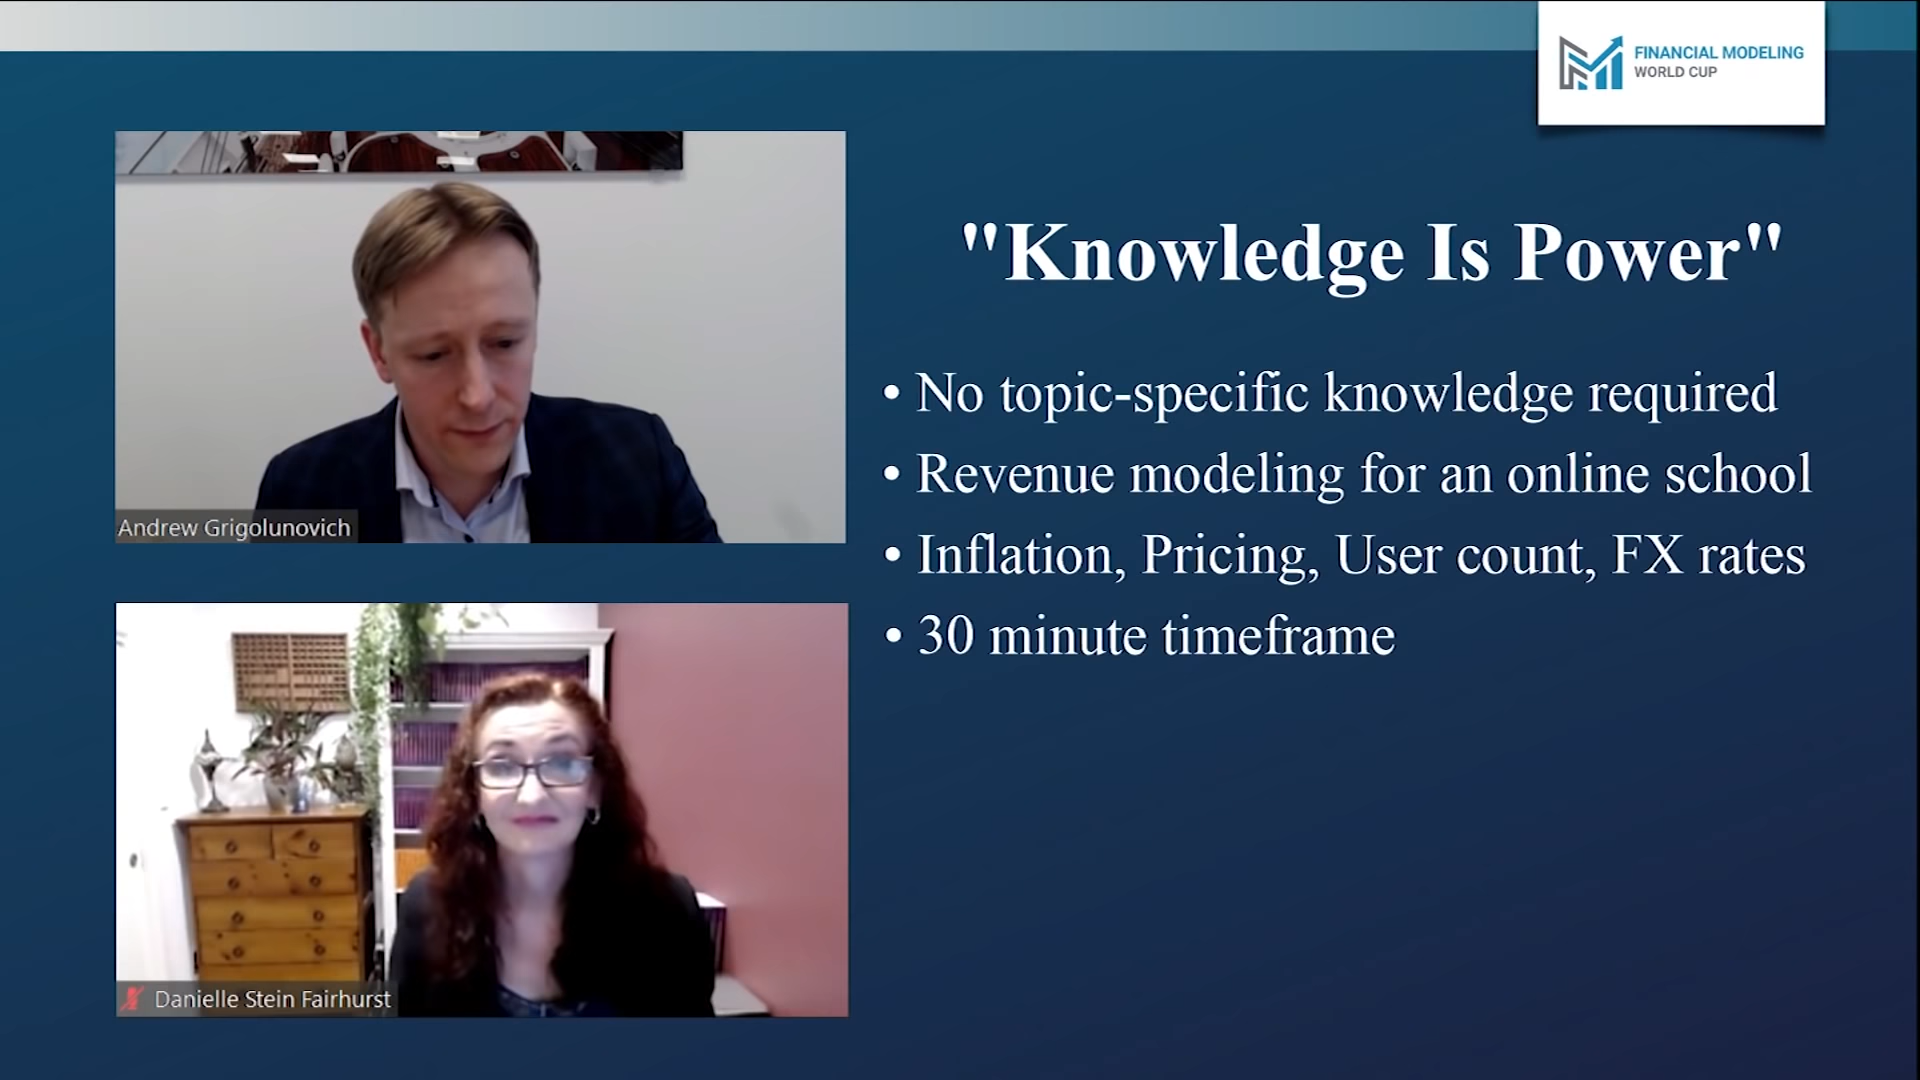 FINANCIAL MODELING
WORLD CUP
"Knowledge Is Power"
• No topic-specific knowledge required
• Revenue modeling for an online school
• Inflation, Pricing, User count, FX rates
• 30 minute timeframe
Andrew Grigolunovich
Danielle Stein Fairhurst